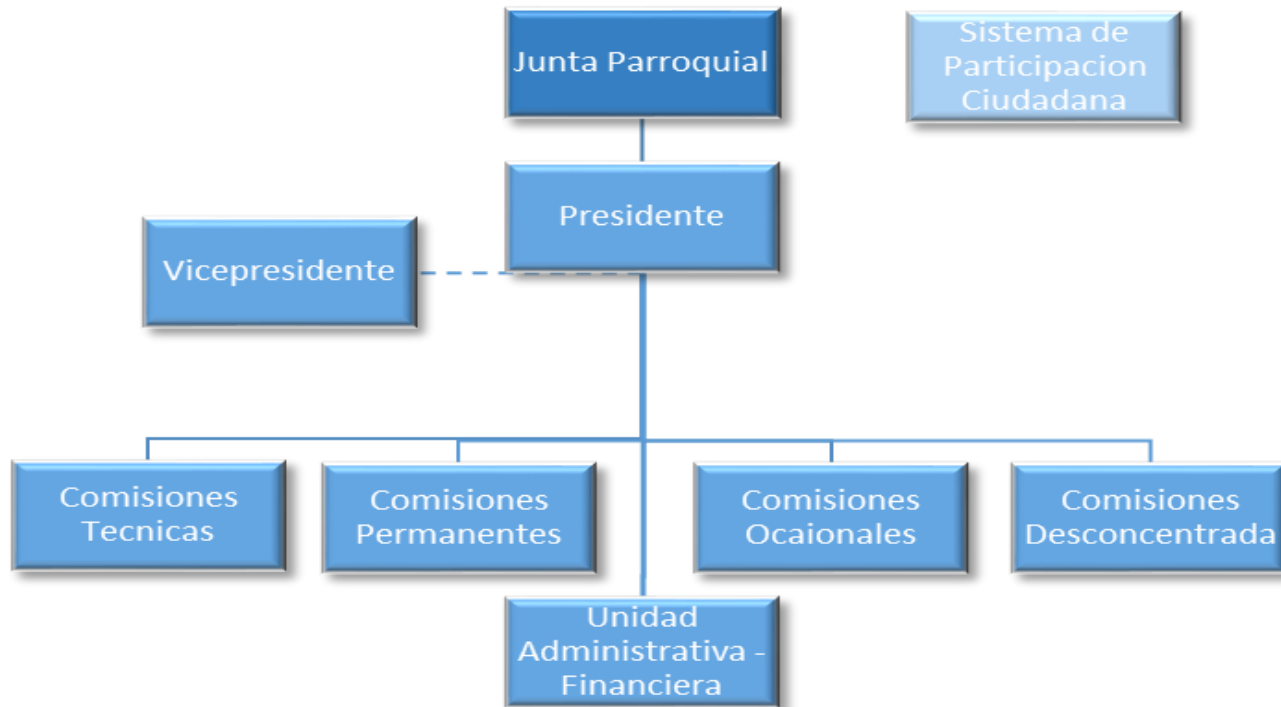 Junta Parroquial
Sistema de
Participacion
Ciudadana
Presidente
Vicepresidente
Comisiones
Tecnicas
Comisiones
Permanentes
Comisiones
Ocaionales
Comisiones
Desconcentrada
Unidad
Administrativa -
Financiera